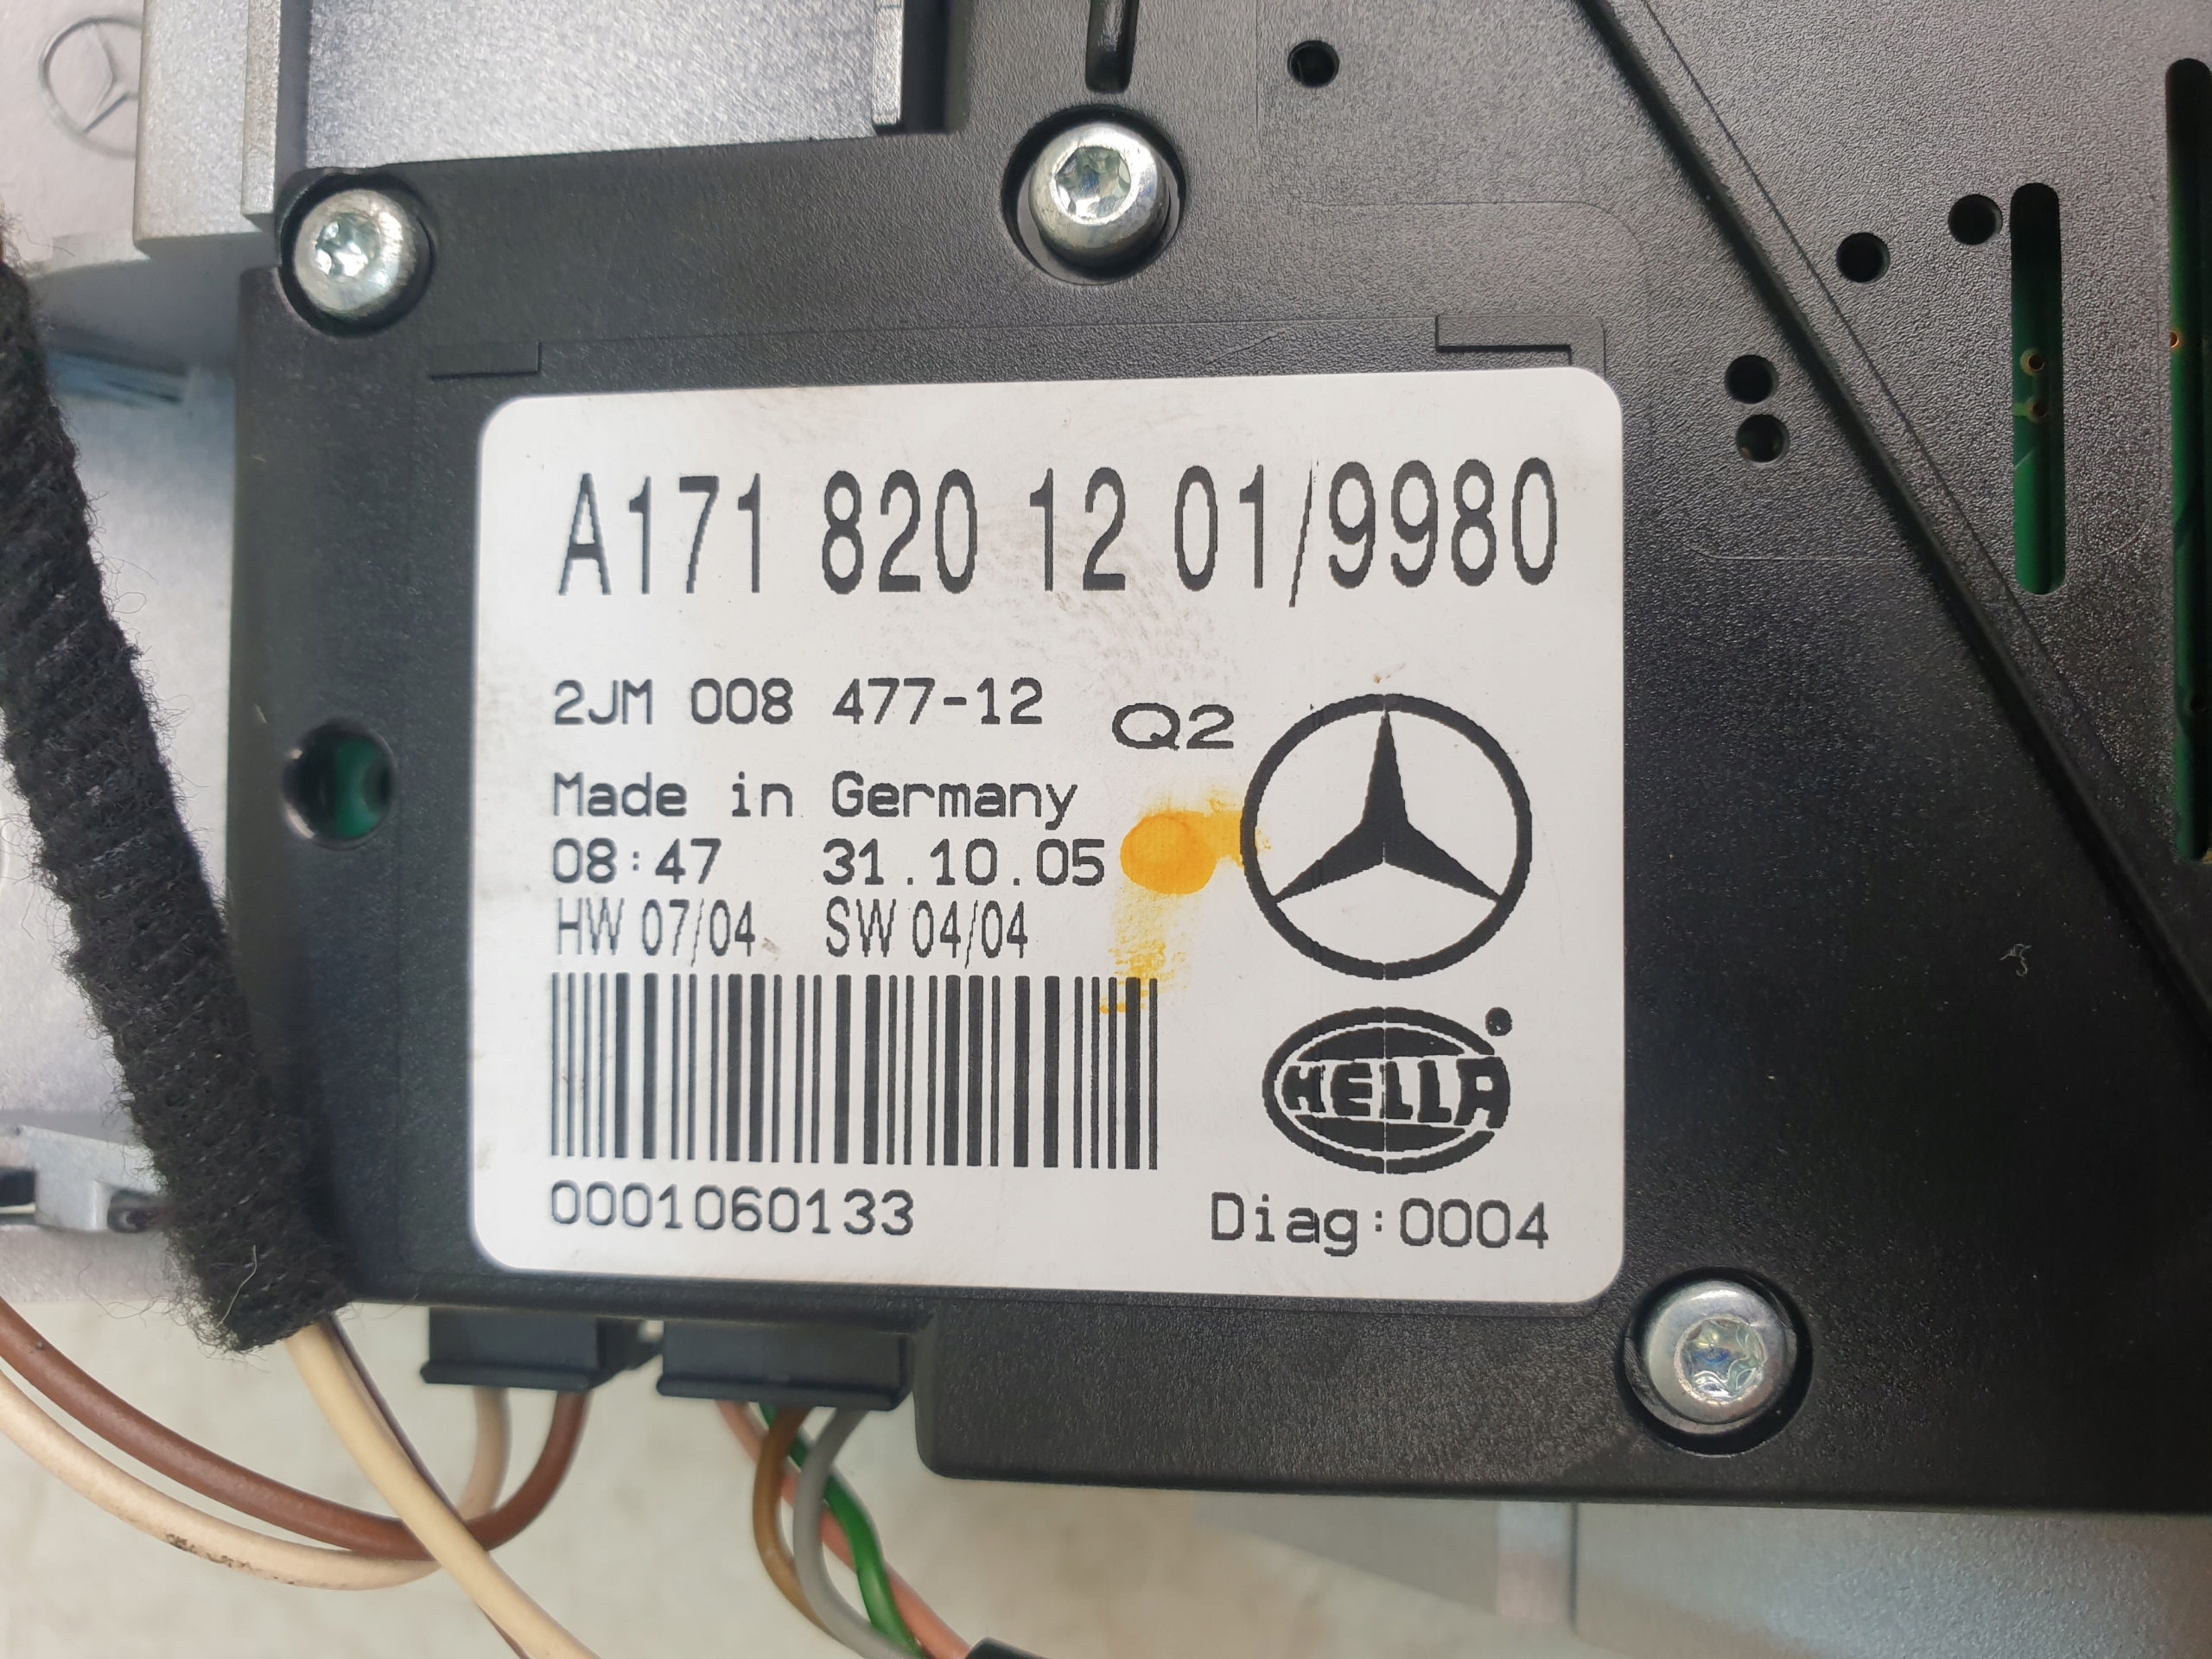 A171 820 12 01/9980
2JM 008 477-12 Q2
Made in Germany
08:47 31.10.05
HW 07/04 SW 04/04
HELLA
0001060133 Diag:0004